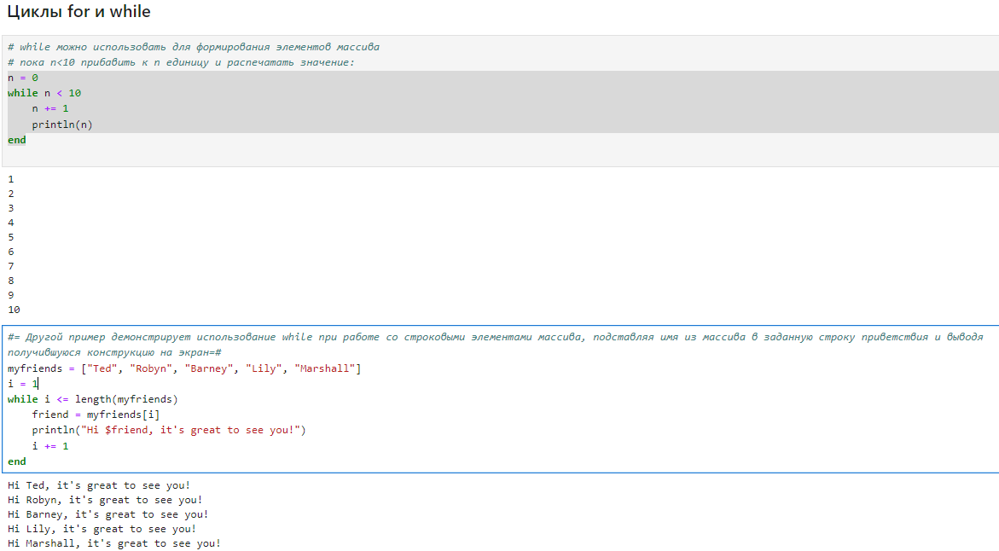 Циклы for и while
# while можно использовать для формирования элементов массива
# пока n<10 прибавить к n единицу и распечатать значение:
n = 0
while n < 10
    n += 1
    println(n)
end
1
2
3
4
5
6
7
8
9
10
#= Другой пример демонстрирует использование while при работе со строковыми элементами массива, подставляя имя из массива в заданную строку приветствия и выводя
получившуюся конструкцию на экран=#
myfriends = ["Ted", "Robyn", "Barney", "Lily", "Marshall"]
i = 1
while i <= length(myfriends)
    friend = myfriends[i]
    println("Hi $friend, it's great to see you!")
    i += 1
end
Hi Ted, it's great to see you!
Hi Robyn, it's great to see you!
Hi Barney, it's great to see you!
Hi Lily, it's great to see you!
Hi Marshall, it's great to see you!